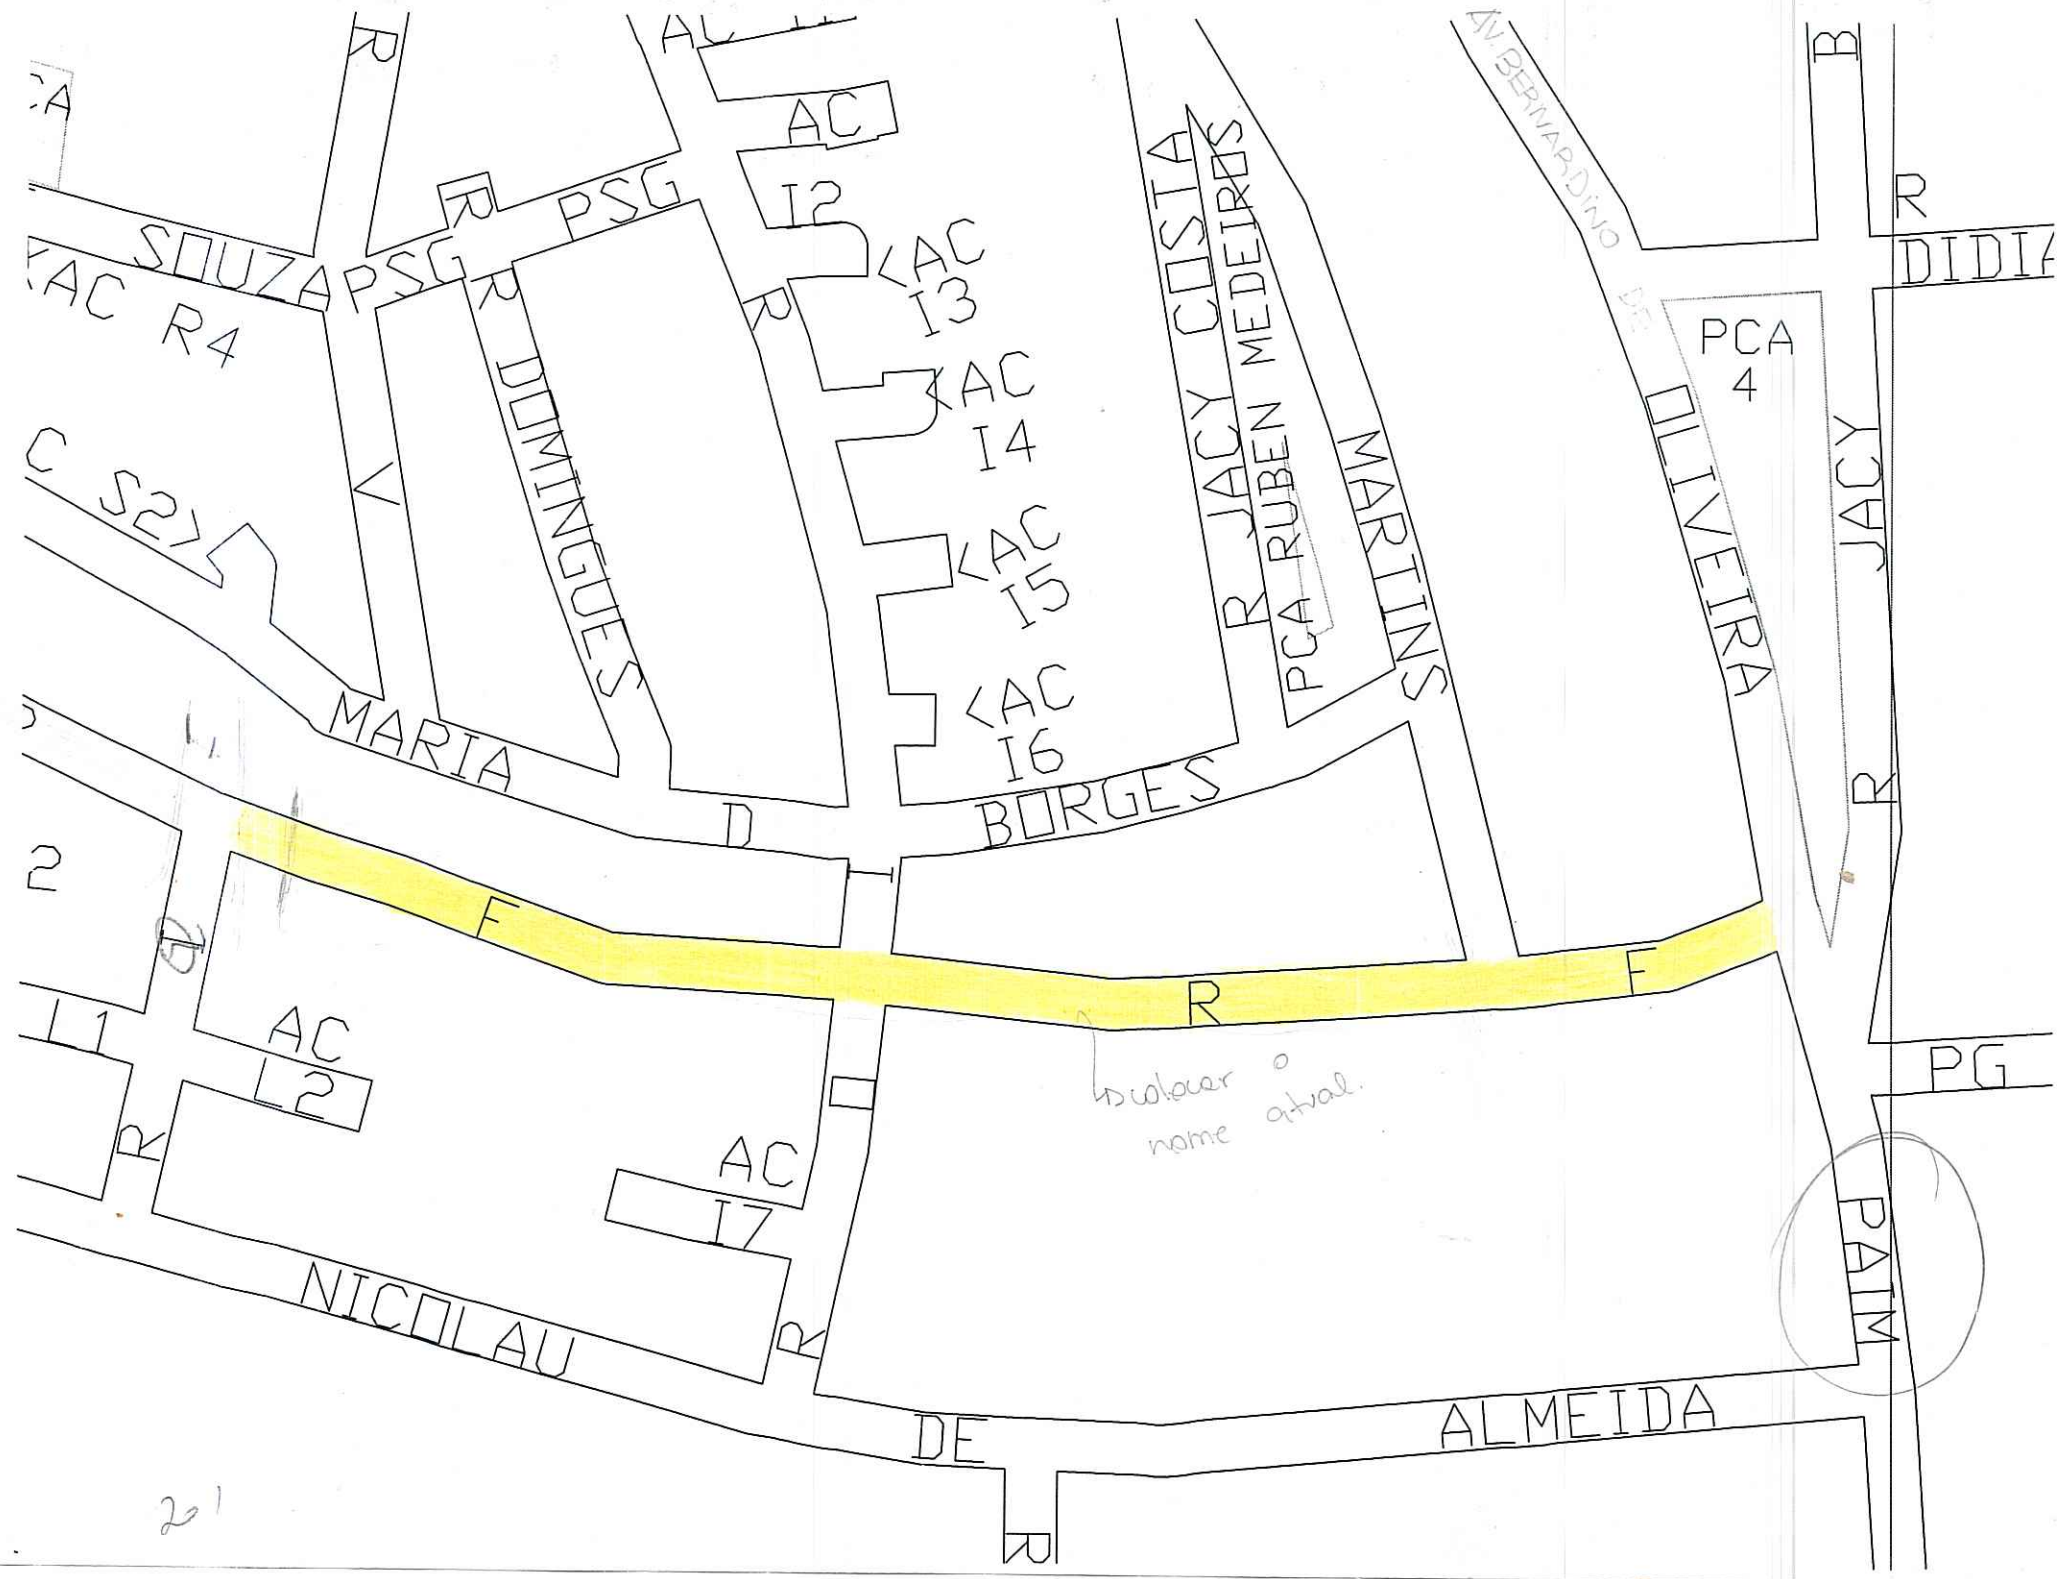 R
AC
AC
I2
AV. BERNARDINO
DE
OLIVEIRA
B
R
DIDIA
CA
SOUZA
PSG
R
PSG
AC R4
<AC
I3
R
R
DOMINGUES
<AC
I4
R JACY COSTA
PCA RUBEN MEDEIROS
MARTINS
PCA
4
R JACY
C S2>
V
<AC
I5
<AC
I6
MARIA
D
BORGES
I
2
F
R
F
I
L1
AC
L2
R
colocar o
nome atual.
PG
AC
I7
R
PAIM
NICOLAU
DE
ALMEIDA
R
201